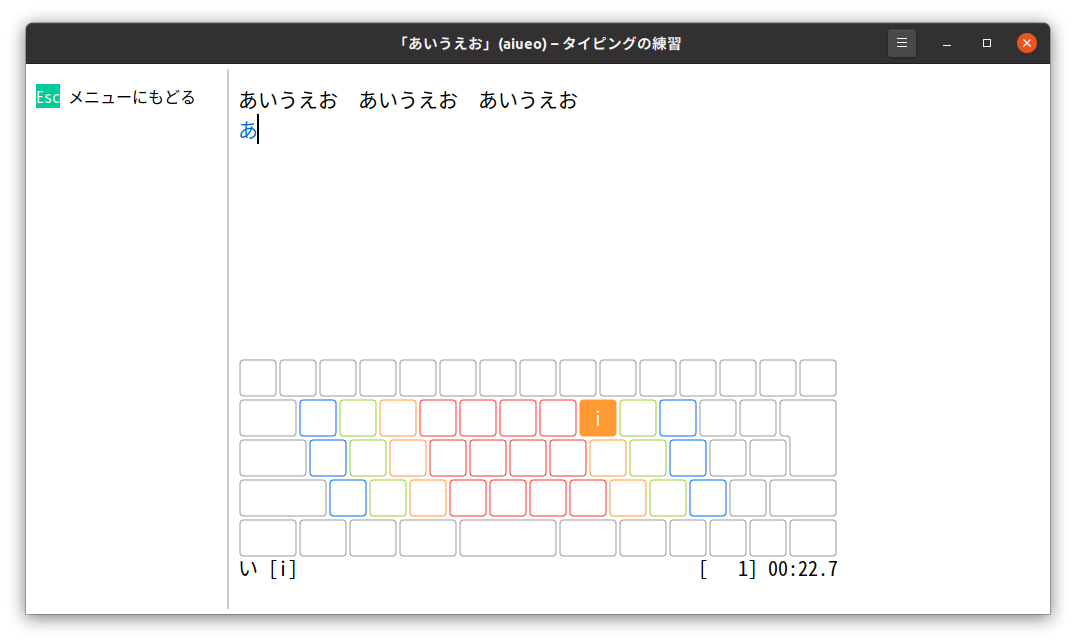 「あいうえお」(aiueo) – タイピングの練習
Esc メニューにもどる
あいうえお　あいうえお　あいうえお
あ
i
い [i]
[   1] 00:22.7